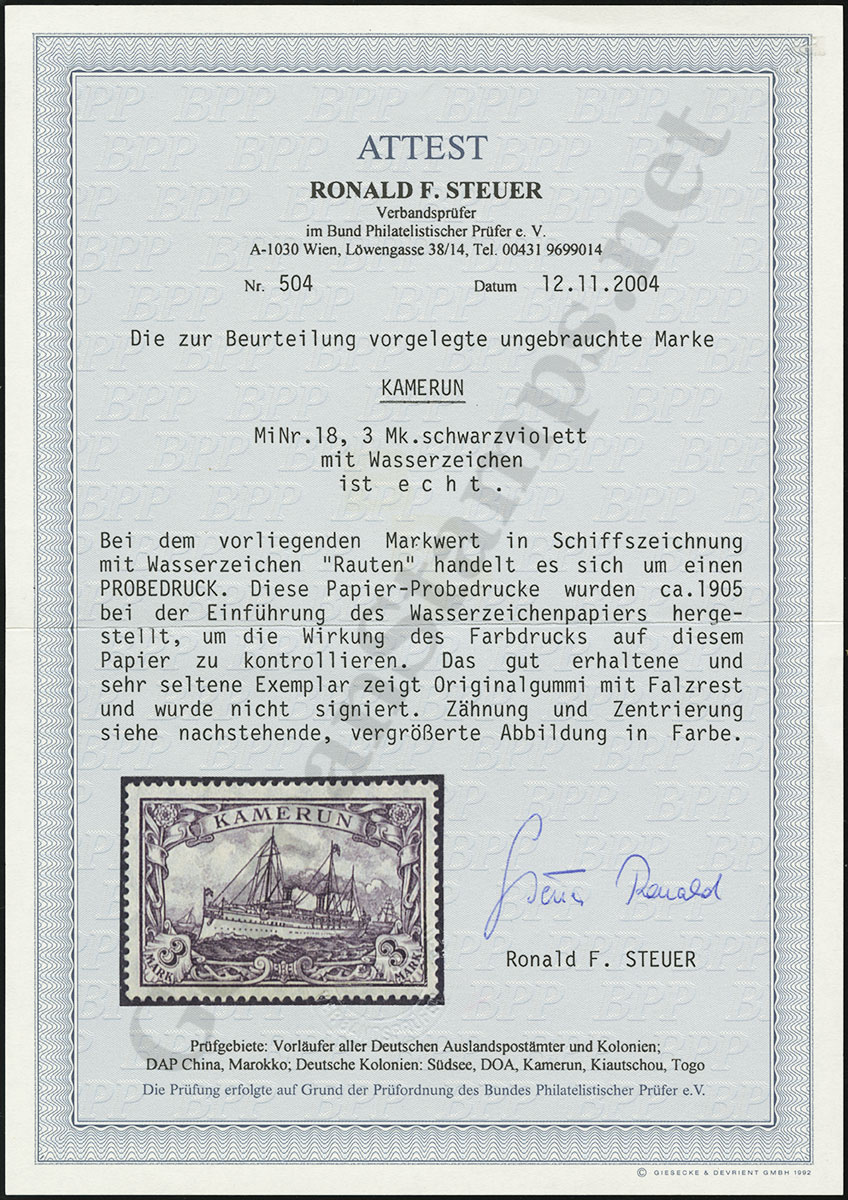 ATTEST
RONALD F. STEUER
Verbandsprüfer
im Bund Philatelistischer Prüfer e. V.
A-1030 Wien, Löwengasse 38/14, Tel. 00431 9699014
Nr. 504 Datum 12.11.2004
Die zur Beurteilung vorgelegte ungebrauchte Marke
KAMERUN
MiNr.18, 3 Mk.schwarzviolett
mit Wasserzeichen
ist e c h t .
Bei dem vorliegenden Markwert in Schiffszeichnung
mit Wasserzeichen "Rauten" handelt es sich um einen
PROBEDRUCK. Diese Papier-Probedrucke wurden ca.1905
bei der Einführung des Wasserzeichenpapiers herge-
stellt, um die Wirkung des Farbdrucks auf diesem
Papier zu kontrollieren. Das gut erhaltene und
sehr seltene Exemplar zeigt Originalgummi mit Falzrest
und wurde nicht signiert. Zähnung und Zentrierung
siehe nachstehende, vergrößerte Abbildung in Farbe.
KAMERUN
3 MARK
3 MARK
Ronald
Ronald F. STEUER
Prüfgebiete: Vorläufer aller Deutschen Auslandspostämter und Kolonien;
DAP China, Marokko; Deutsche Kolonien: Südsee, DOA, Kamerun, Kiautschou, Togo
Die Prüfung erfolgte auf Grund der Prüfordnung des Bundes Philatelistischer Prüfer e.V.
© GIESECKE & DEVRIENT GMBH 1992